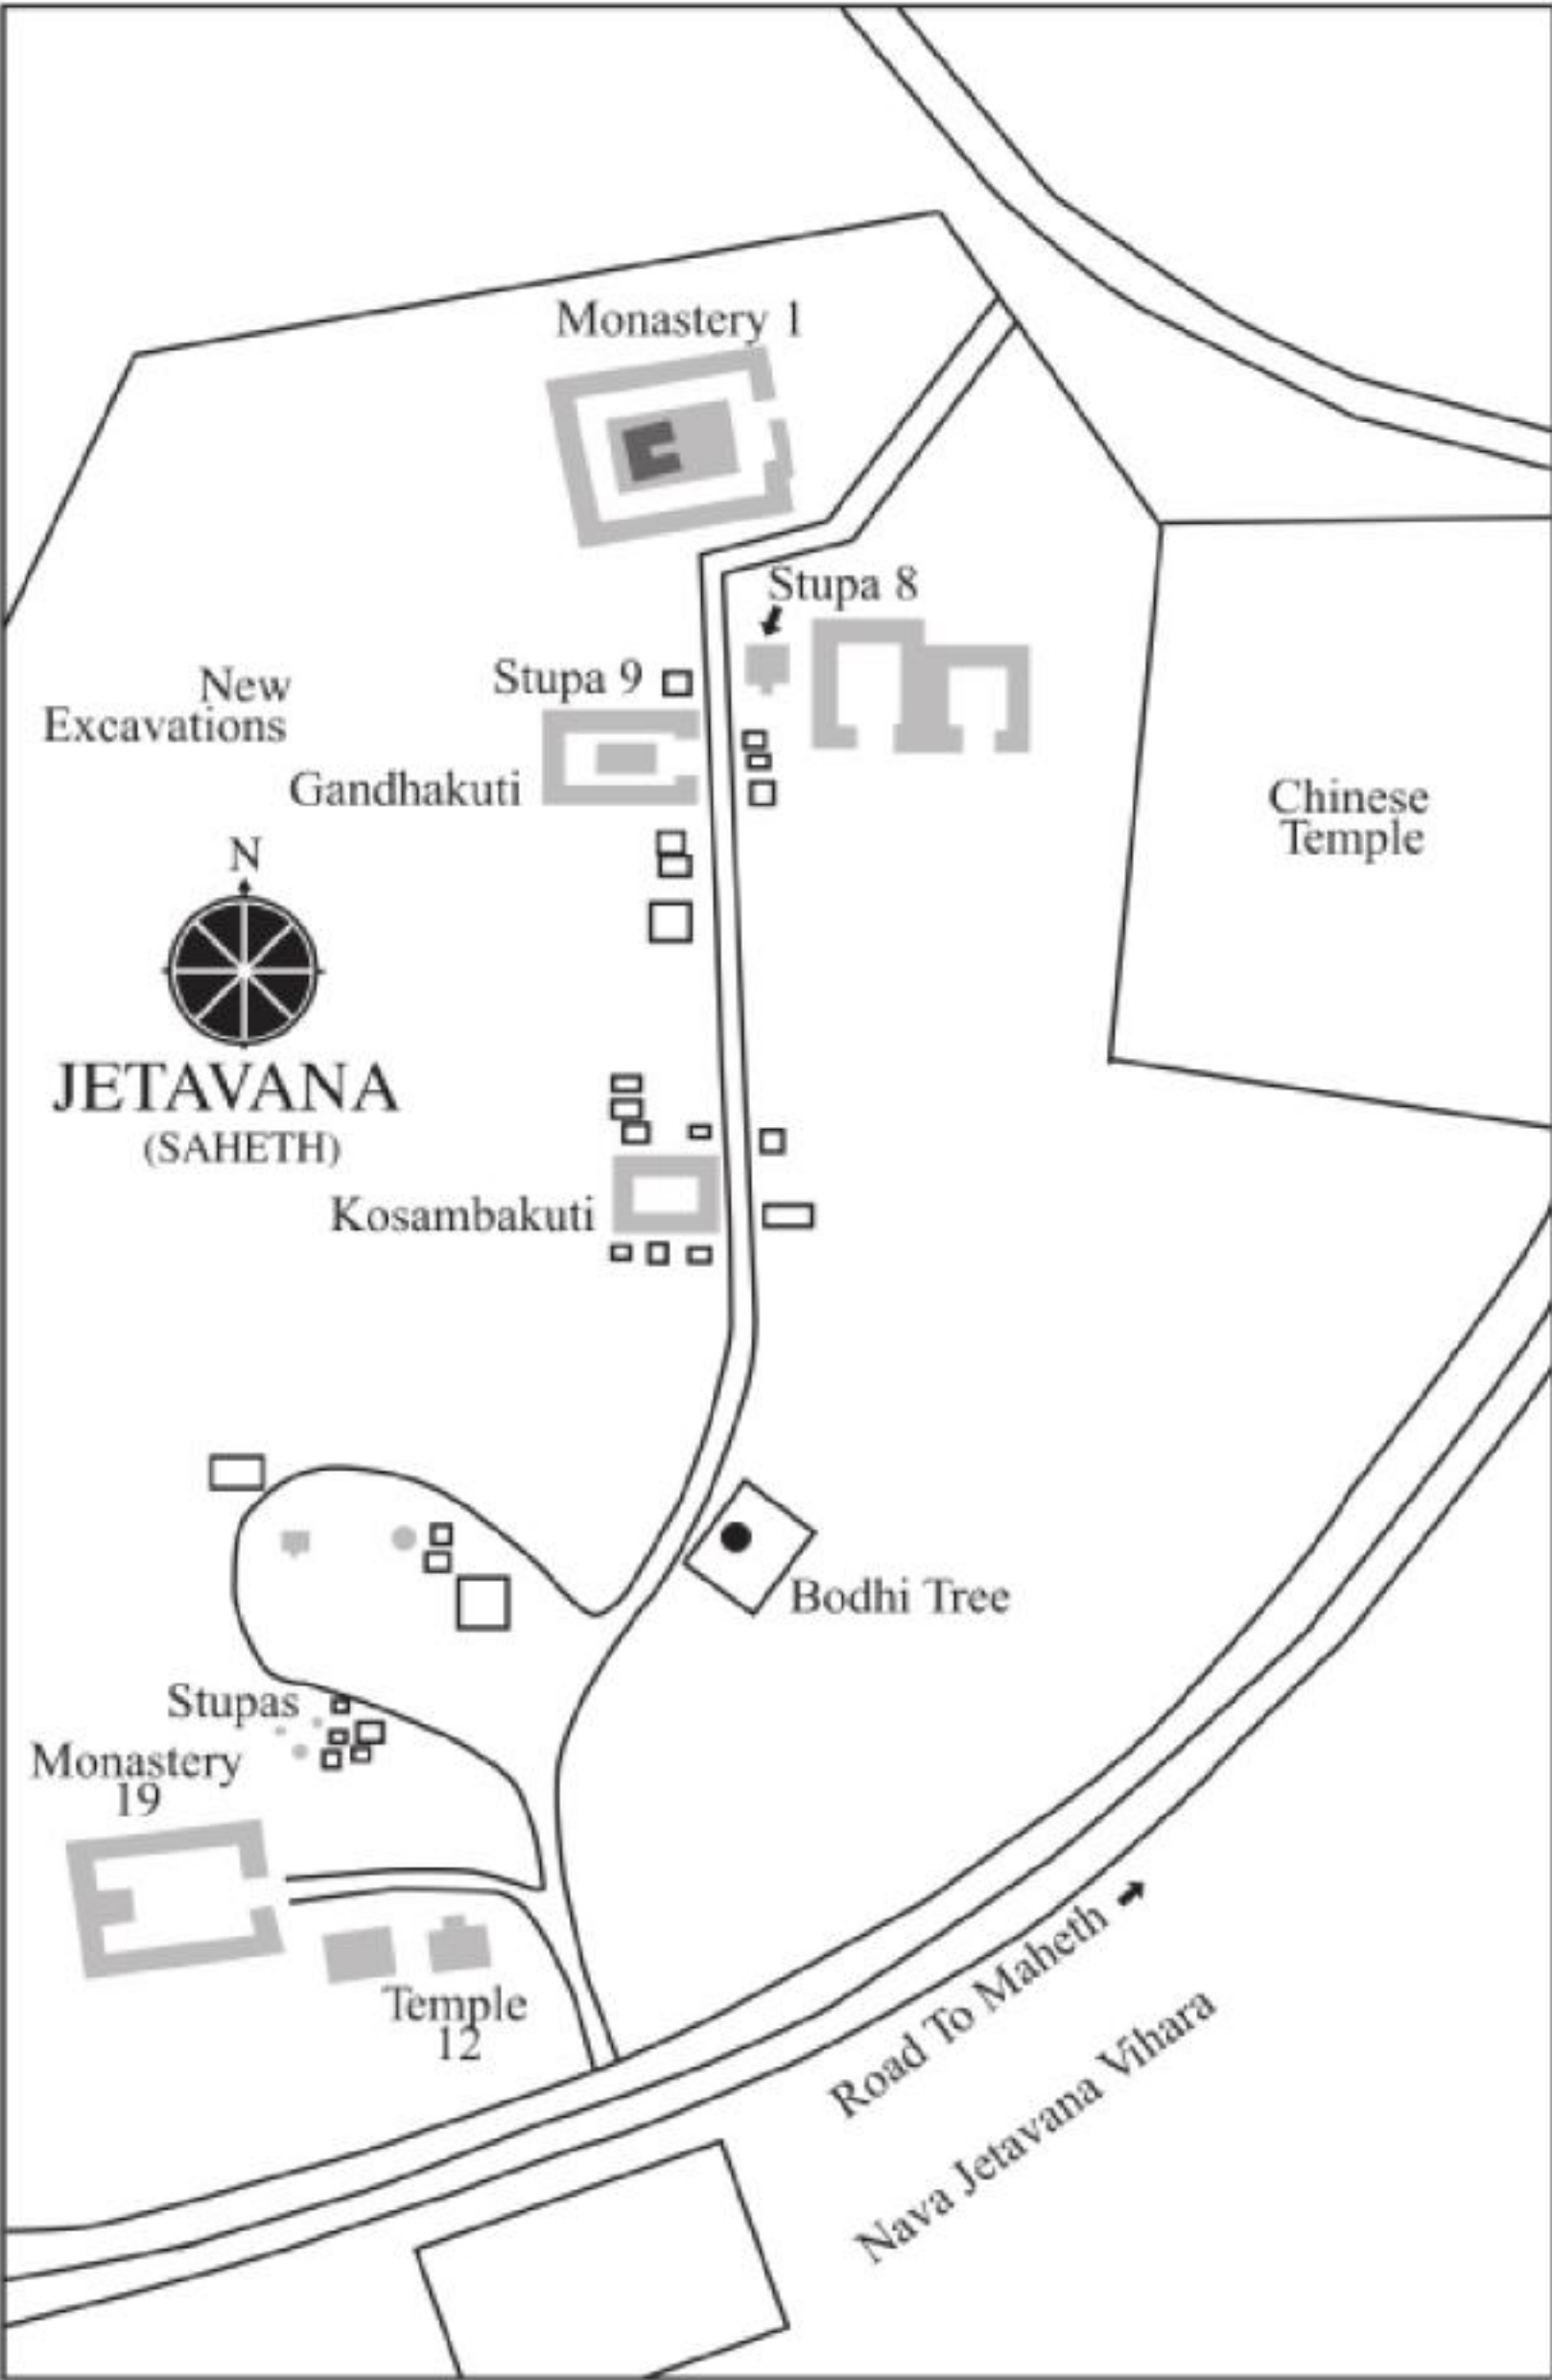 Monastery 1
Stupa 8
Stupa 9
New
Excavations
Gandhakuti
Chinese
Temple
N
JETAVANA
(SAHETH)
Kosambakuti
Bodhi Tree
Stupas
Monastery
19
Temple
12
Road To Maheth
Nava Jetavana Vihara